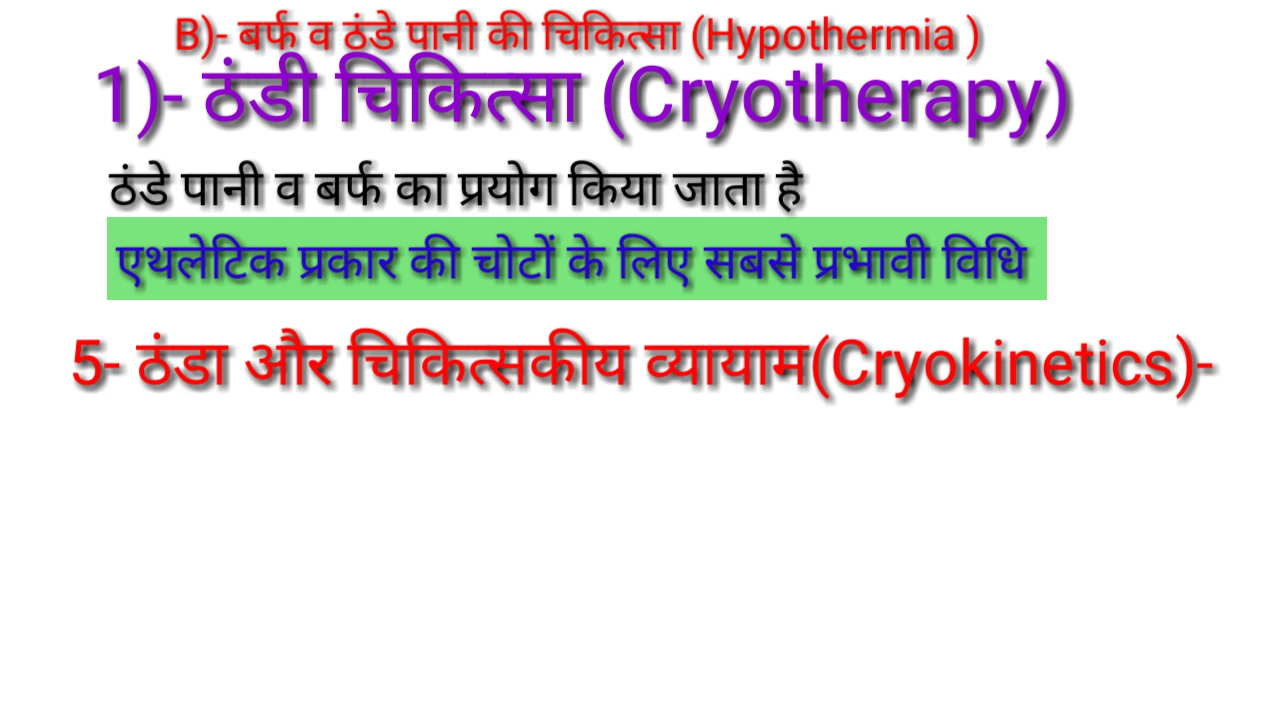 B)- बर्फ व ठंडे पानी की चिकित्सा (Hypothermia )
1)- ठंडी चिकित्सा (Cryotherapy)
ठंडे पानी व बर्फ का प्रयोग किया जाता है
एथलेटिक प्रकार की चोटों के लिए सबसे प्रभावी विधि
5- ठंडा और चिकित्सकीय व्यायाम(Cryokinetics)-